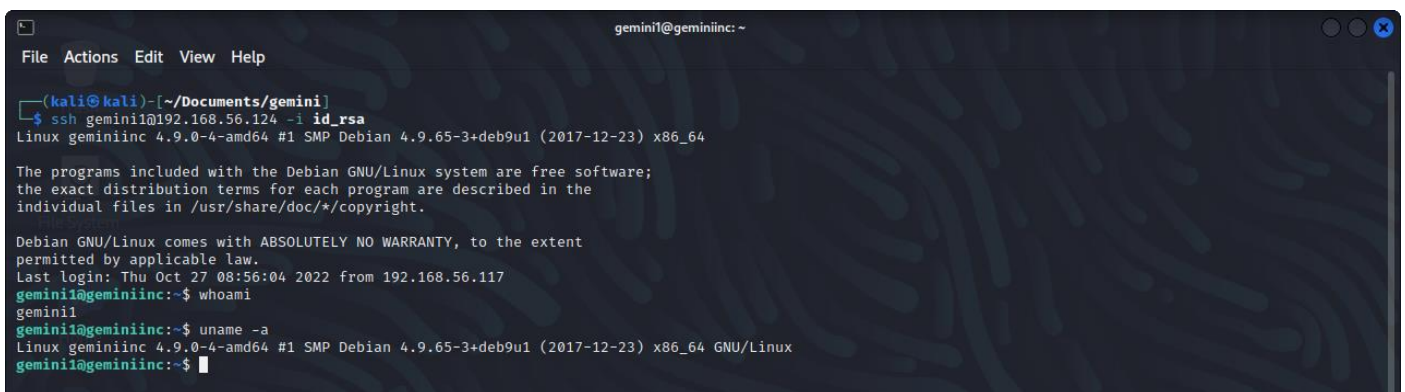 gemini1@geminiinc: ~
File Actions Edit View Help
(kali㉿kali)-[~/Documents/gemini]
$ ssh gemini1@192.168.56.124 -i id_rsa
Linux geminiinc 4.9.0-4-amd64 #1 SMP Debian 4.9.65-3+deb9u1 (2017-12-23) x86_64
The programs included with the Debian GNU/Linux system are free software;
the exact distribution terms for each program are described in the
individual files in /usr/share/doc/*/copyright.
File System
Debian GNU/Linux comes with ABSOLUTELY NO WARRANTY, to the extent
permitted by applicable law.
Last login: Thu Oct 27 08:56:04 2022 from 192.168.56.117
gemini1@geminiinc:~$ whoami
gemini1
gemini1@geminiinc:~$ uname -a
Linux geminiinc 4.9.0-4-amd64 #1 SMP Debian 4.9.65-3+deb9u1 (2017-12-23) x86_64 GNU/Linux
gemini1@geminiinc:~$